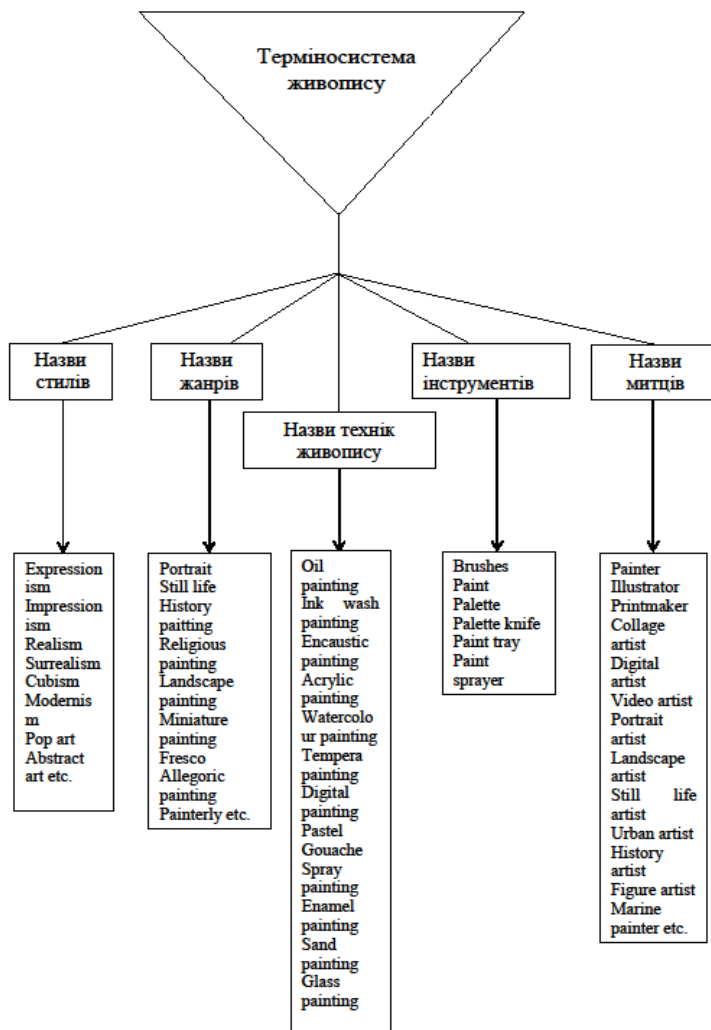 Терміносистема
живопису
Назви
стилів
Назви
жанрів
Назви технік
живопису
Назви
інструментів
Назви
митців
Expression
ism
Impression
ism
Realism
Surrealism
Cubism
Modernis
m
Pop art
Abstract
art etc.
Portrait
Still life
History
paitting
Religious
painting
Landscape
painting
Miniature
painting
Fresco
Allegoric
painting
Painterly etc.
Oil
painting
Ink wash
painting
Encaustic
painting
Acrylic
painting
Watercolo
ur painting
Tempera
painting
Digital
painting
Pastel
Gouache
Spray
painting
Enamel
painting
Sand
painting
Glass
painting
Brushes
Paint
Palette
Palette knife
Paint tray
Paint
sprayer
Painter
Illustrator
Printmaker
Collage
artist
Digital
artist
Video artist
Portrait
artist
Landscape
artist
Still life
artist
Urban artist
History
artist
Figure artist
Marine
painter etc.